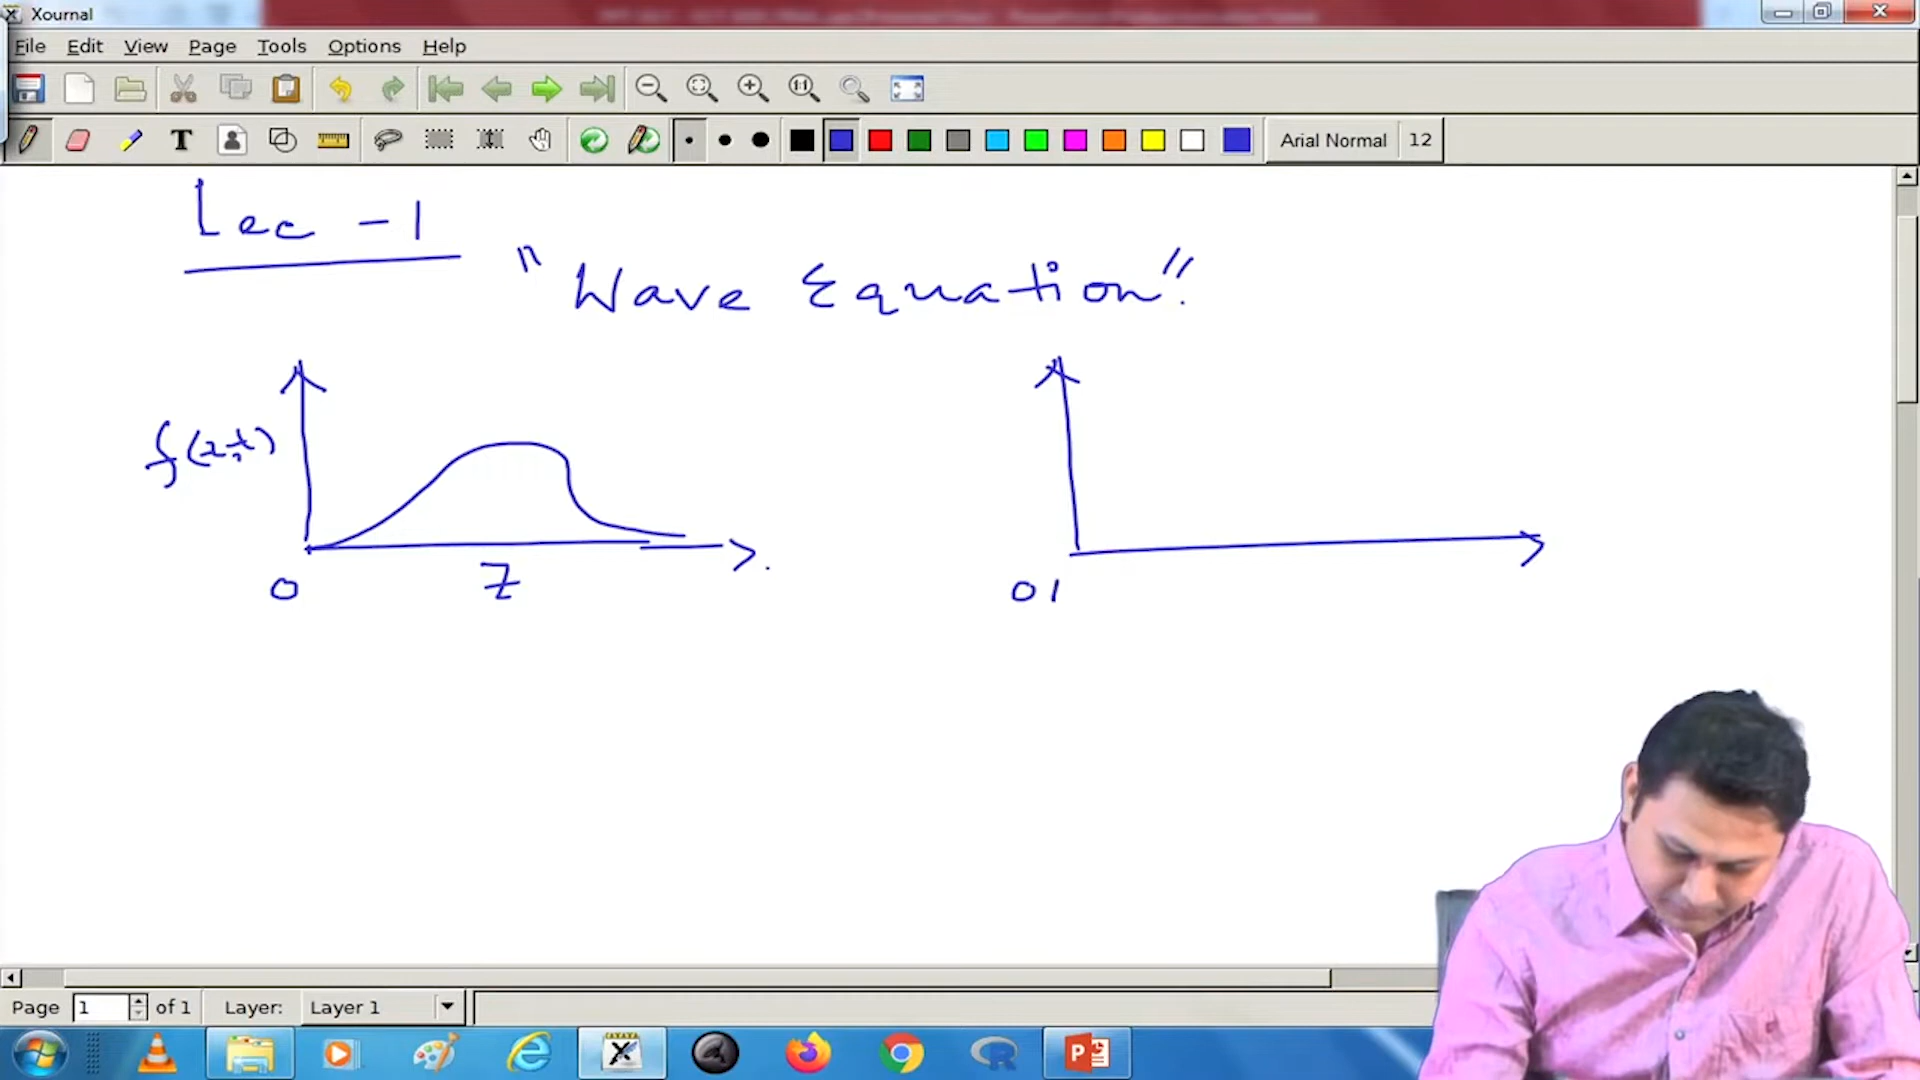 Xournal
File Edit View Page Tools Options Help
Arial Normal 12
Lec - 1
"Wave Equation".
f(z,t)
0 z
0 1
Page 1 of 1 Layer: Layer 1